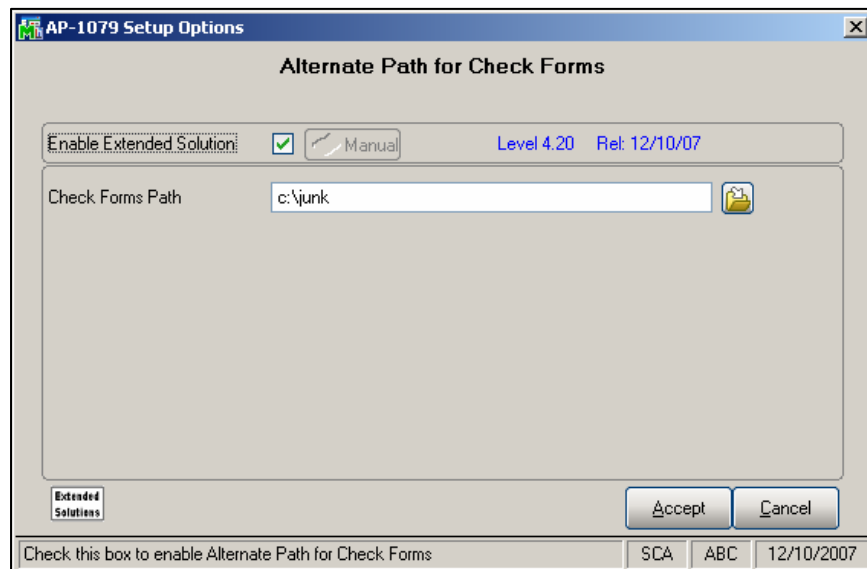 AP-1079 Setup Options
Alternate Path for Check Forms
Enable Extended Solution Manual Level 4.20 Rel: 12/10/07
Check Forms Path c:\junk
Extended
Solutions
Accept Cancel
Check this box to enable Alternate Path for Check Forms SCA ABC 12/10/2007